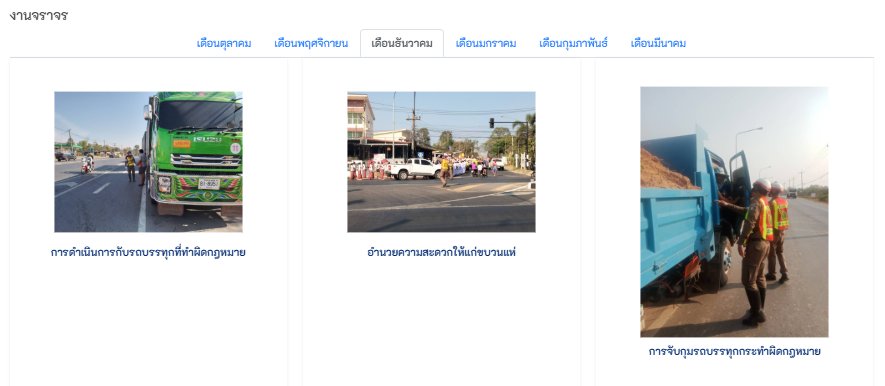 งานจราจร
เดือนตุลาคม เดือนพฤศจิกายน เดือนธันวาคม เดือนมกราคม เดือนกุมภาพันธ์ เดือนมีนาคม
ISUZU
การดำเนินการกับรถบรรทุกที่ทำผิดกฎหมาย
อำนวยความสะดวกให้แก่ขบวนแห่
การจับกุมรถบรรทุกกระทำผิดกฎหมาย